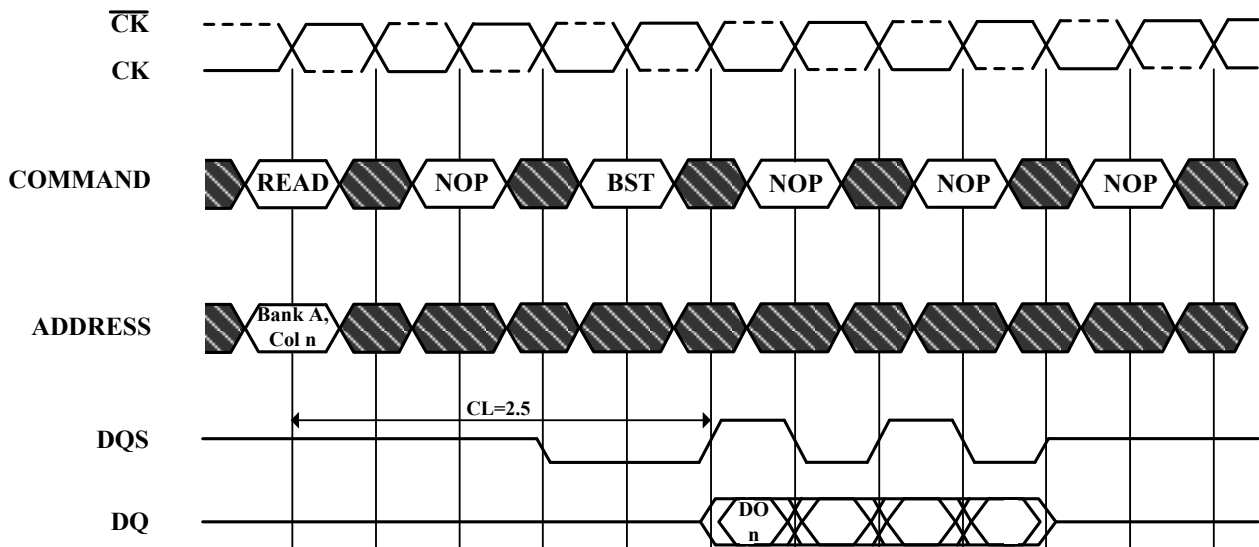 CK
CK
COMMAND
READ
NOP
BST
NOP
NOP
NOP
ADDRESS
Bank A,
Col n
CL=2.5
DQS
DQ
DO
n